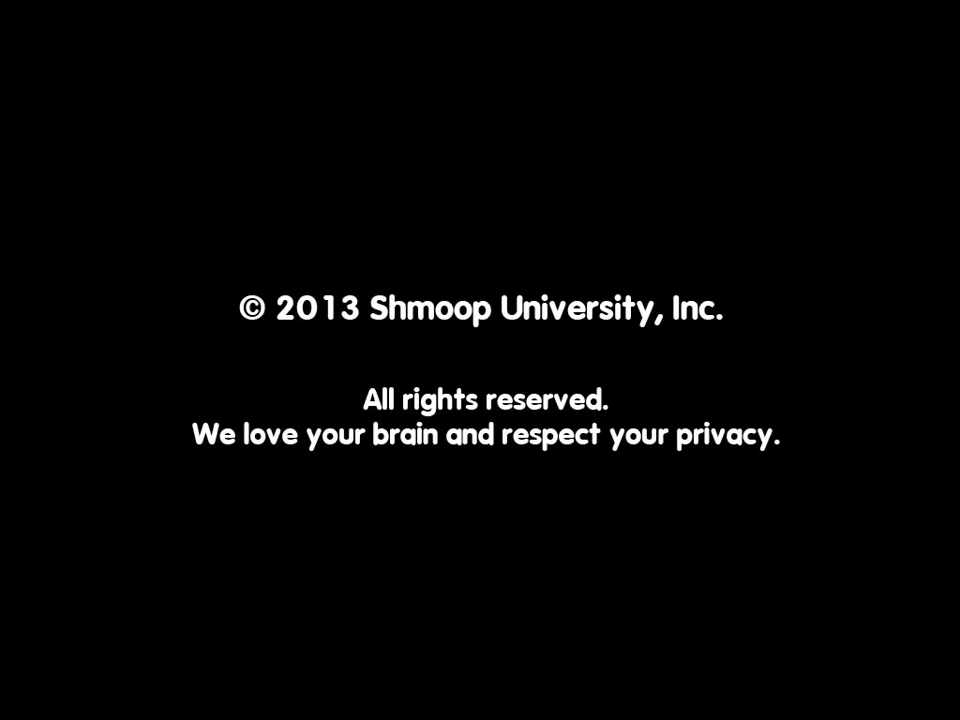 © 2013 Shmoop University, Inc.
All rights reserved.
We love your brain and respect your privacy.